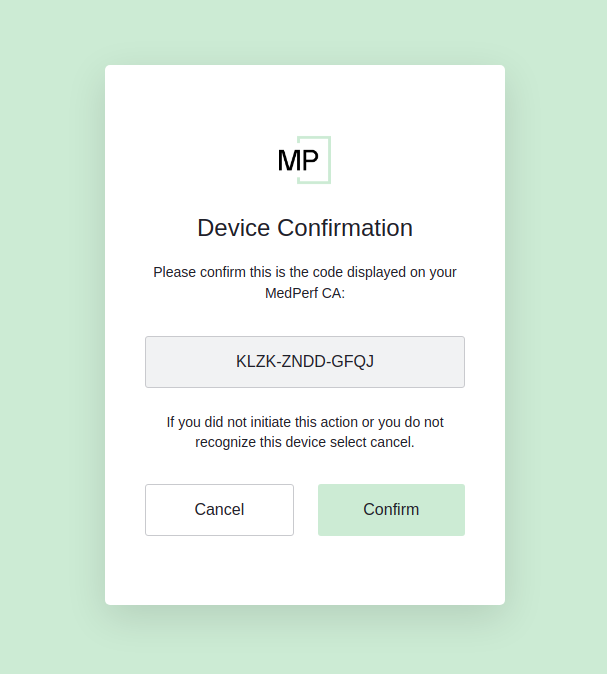 MP
Device Confirmation
Please confirm this is the code displayed on your
MedPerf CA:
KLZK-ZNDD-GFQJ
If you did not initiate this action or you do not
recognize this device select cancel.
Cancel Confirm